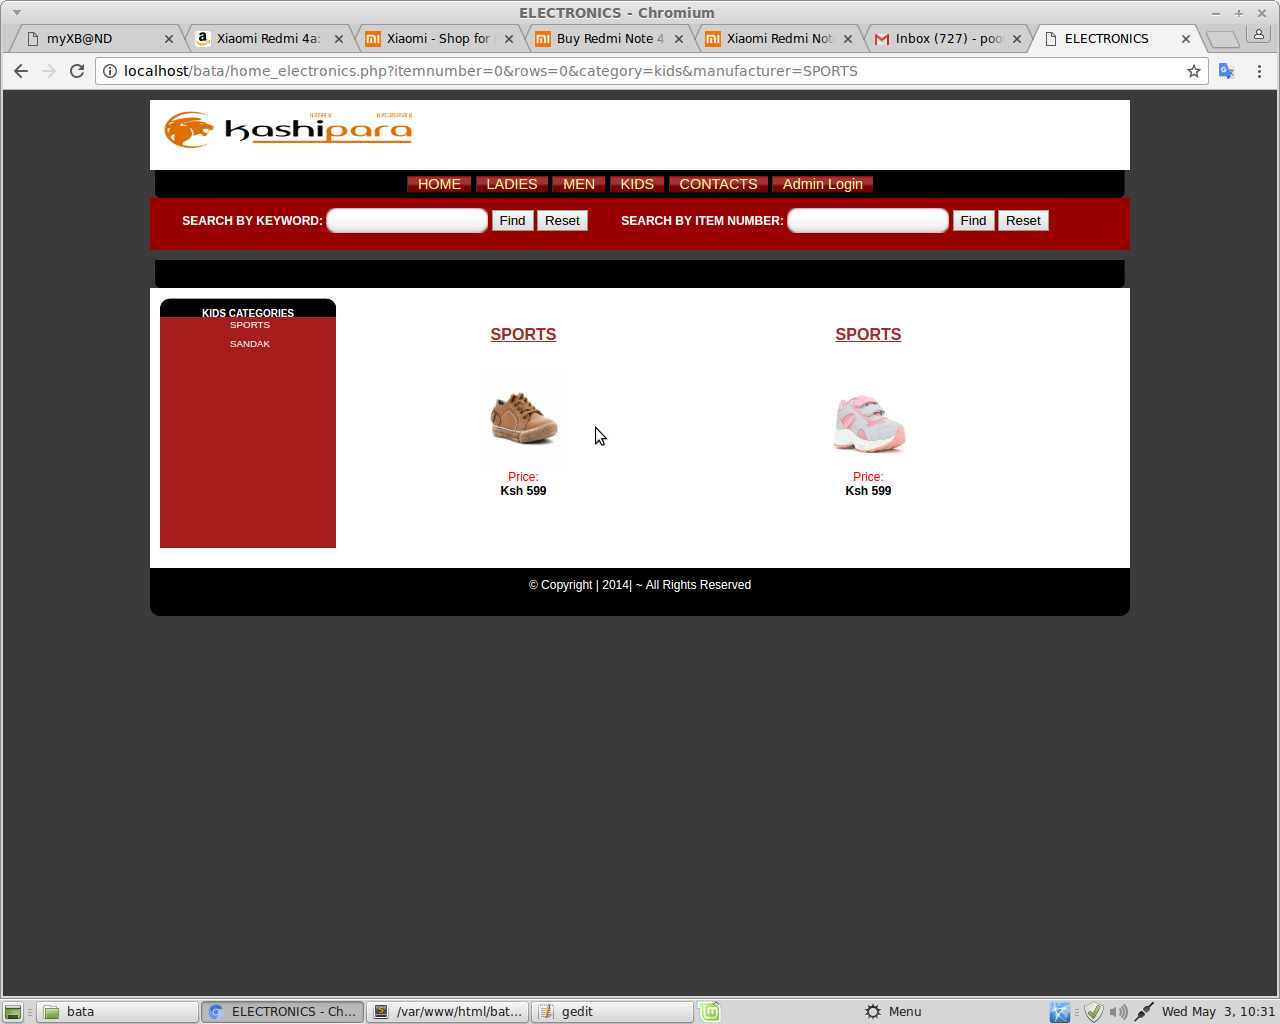 ELECTRONICS - Chromium
myXB@ND
Xiaomi Redmi 4a:
Xiaomi - Shop for
Buy Redmi Note 4
Xiaomi Redmi Not
Inbox (727) - poo
ELECTRONICS
localhost/bata/home_electronics.php?itemnumber=0&rows=0&category=kids&manufacturer=SPORTS
kashipara
HOME
LADIES
MEN
KIDS
CONTACTS
Admin Login
SEARCH BY KEYWORD:
Find
Reset
SEARCH BY ITEM NUMBER:
Find
Reset
KIDS CATEGORIES
SPORTS
SANDAK
SPORTS
Price:
Ksh 599
SPORTS
Price:
Ksh 599
© Copyright | 2014| ~ All Rights Reserved
bata
ELECTRONICS - Ch...
/var/www/html/bat...
gedit
Menu
Wed May 3, 10:31